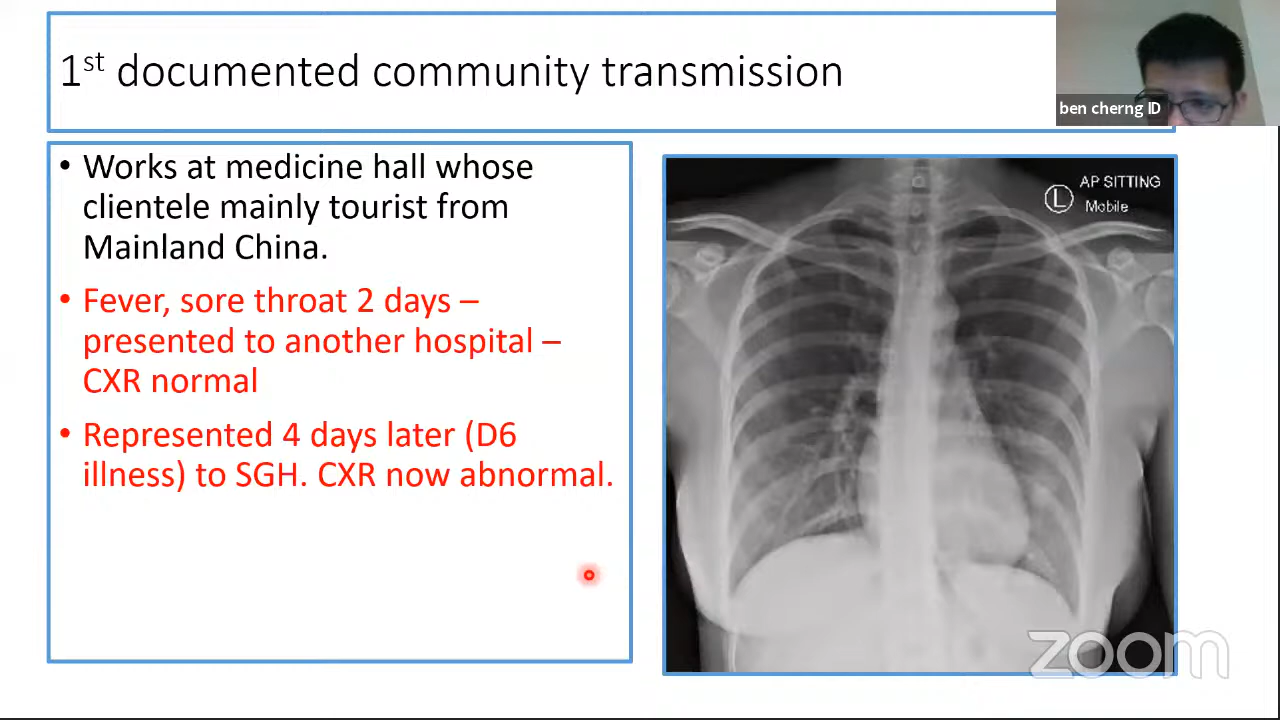 1st documented community transmission
ben cherng ID
• Works at medicine hall whose
clientele mainly tourist from
Mainland China.
• Fever, sore throat 2 days –
presented to another hospital –
CXR normal
• Represented 4 days later (D6
illness) to SGH. CXR now abnormal.
AP SITTING
L Mobile
zoom